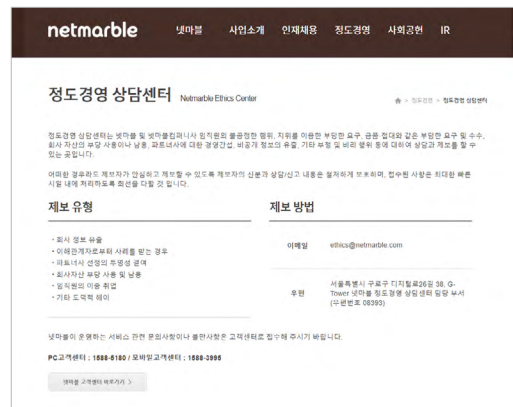 netmarble
넷마블 사업소개 인재채용 정도경영 사회공헌 IR
정도경영 상담센터 Netmarble Ethics Center
> 정도경영 > 정도경영 상담센터
정도경영 상담센터는 넷마블 및 넷마블컴퍼니사 임직원의 불공정한 행위, 지위를 이용한 부당한 요구, 금품·접대와 같은 부당한 요구 및 수수,
회사 자산의 부당 사용이나 남용, 파트너사에 대한 경영간섭, 비공개 정보의 유출, 기타 부정 및 비리 행위 등에 대하여 상담과 제보를 할 수
있는 곳입니다.
어떠한 경우라도 제보자가 안심하고 제보할 수 있도록 제보자의 신분과 상담/신고 내용은 철저하게 보호하며, 접수된 사항은 최대한 빠른
시일 내에 처리하도록 최선을 다할 것 입니다.
제보 유형
· 회사 정보 유출
· 이해관계자로부터 사례를 받는 경우
· 파트너사 선정의 투명성 결여
· 회사자산 부당 사용 및 남용
· 임직원의 이중 취업
· 기타 도덕적 해이
제보 방법
이메일 ethics@netmarble.com
우편 서울특별시 구로구 디지털로26길 38, G-
Tower 넷마블 정도경영 상담센터 담당 부서
(우편번호 08393)
넷마블이 운영하는 서비스 관련 문의사항이나 불만사항은 고객센터로 접수해 주시기 바랍니다.
PC고객센터 : 1588-5180 / 모바일고객센터 : 1588-3995
넷마블 고객센터 바로가기 >